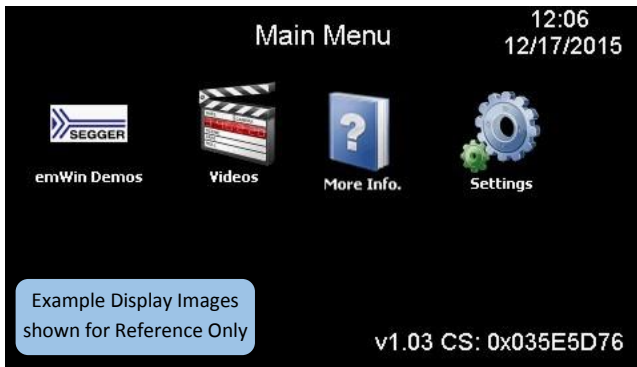 Main Menu
12:06
12/17/2015
SEGGER
emWin Demos
Videos
More Info.
Settings
Example Display Images
shown for Reference Only
v1.03 CS: 0x035E5D76